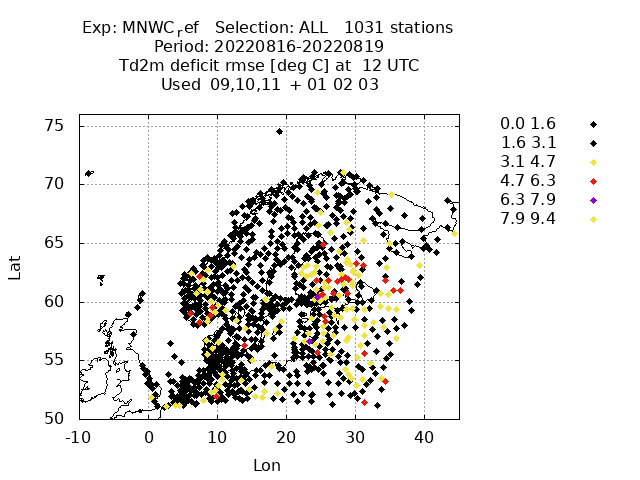 Exp: MNWCref   Selection: ALL   1031 stations
Period: 20220816-20220819
Td2m deficit rmse [deg C] at  12 UTC
Used  09,10,11  + 01 02 03
0.0 1.6
1.6 3.1
3.1 4.7
4.7 6.3
6.3 7.9
7.9 9.4
75
70
65
60
55
50
Lat
-10 0 10 20 30 40
Lon